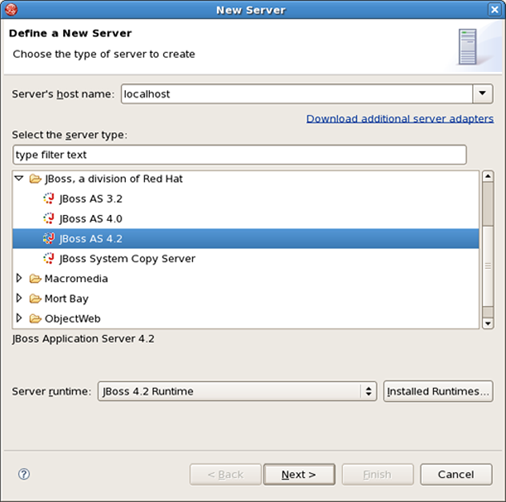 New Server
Define a New Server
Choose the type of server to create
Server's host name: localhost
Download additional server adapters
Select the server type:
type filter text
JBoss, a division of Red Hat
JBoss AS 3.2
JBoss AS 4.0
JBoss AS 4.2
JBoss System Copy Server
Macromedia
Mort Bay
ObjectWeb
JBoss Application Server 4.2
Server runtime: JBoss 4.2 Runtime Installed Runtimes...
? < Back Next > Finish Cancel